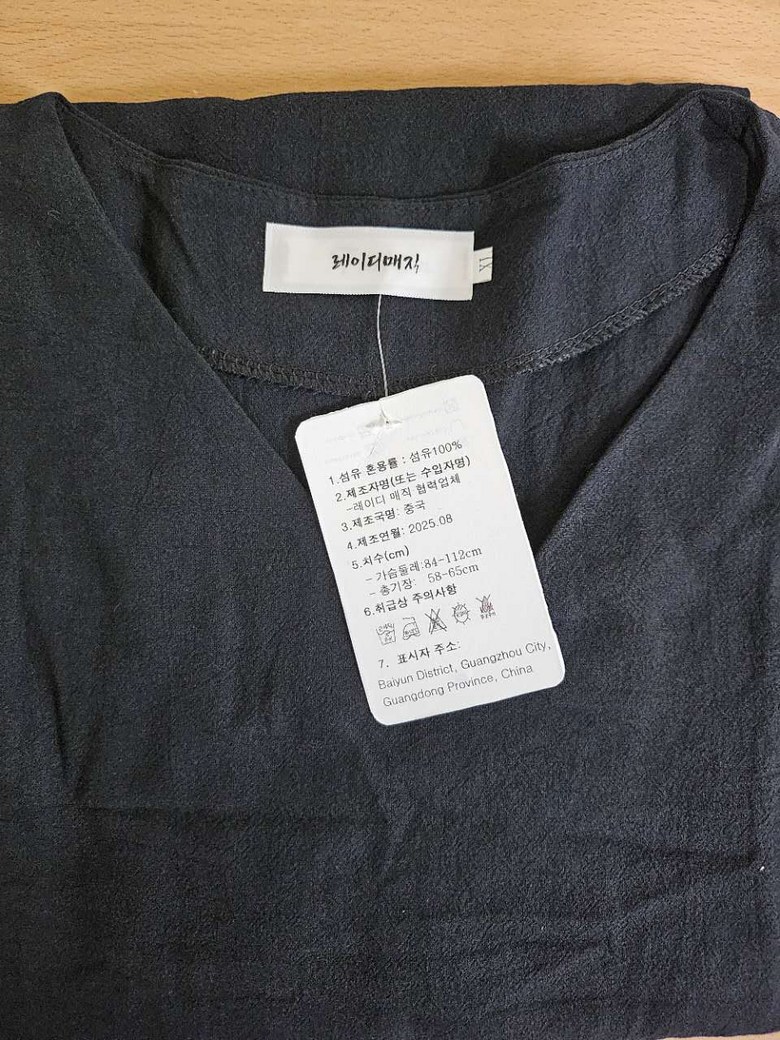 레이디매직
XL
1.섬유 혼용률 : 섬유100%
2.제조자명(또는 수입자명)
-레이디 매직 협력업체
3.제조국명: 중국
4.제조연월: 2025.08
5.치수(cm)
- 가슴둘레:84-112cm
- 총기장: 58-65cm
6.취급상 주의사항
7. 표시자 주소:
Baiyun District, Guangzhou City,
Guangdong Province, China